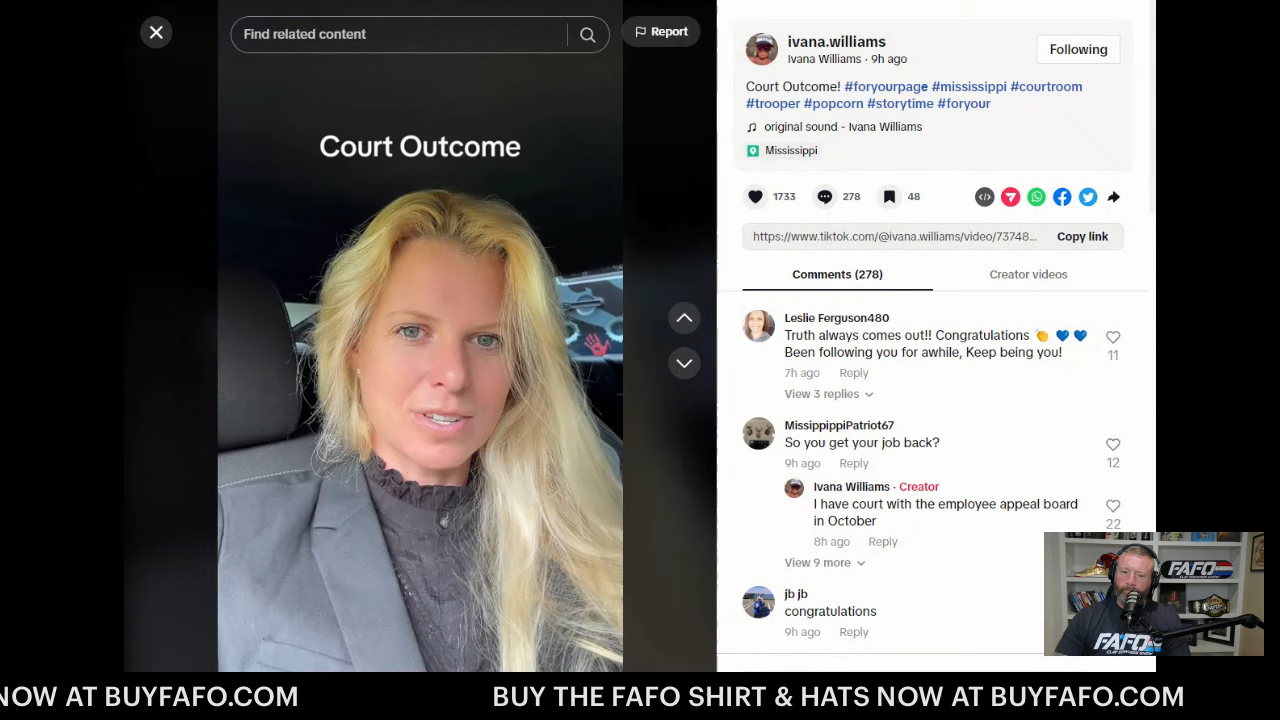 Find related content
Report
Court Outcome
ivana.williams
Ivana Williams · 9h ago
Following
Court Outcome! #foryourpage #mississippi #courtroom
#trooper #popcorn #storytime #foryour
original sound - Ivana Williams
Mississippi
1733
278
48
https://www.tiktok.com/@ivana.williams/video/73748...
Copy link
Comments (278)
Creator videos
Leslie Ferguson480
Truth always comes out!! Congratulations 👏 💙 💙
Been following you for awhile, Keep being you!
11
7h ago Reply
View 3 replies
MissippippiPatriot67
So you get your job back?
12
9h ago Reply
Ivana Williams · Creator
I have court with the employee appeal board
in October
22
8h ago Reply
View 9 more
jb jb
congratulations
9h ago Reply
FAFO
FAFO
CLAY EDWARDS SHOW
NOW AT BUYFAFO.COM
BUY THE FAFO SHIRT & HATS NOW AT BUYFAFO.COM